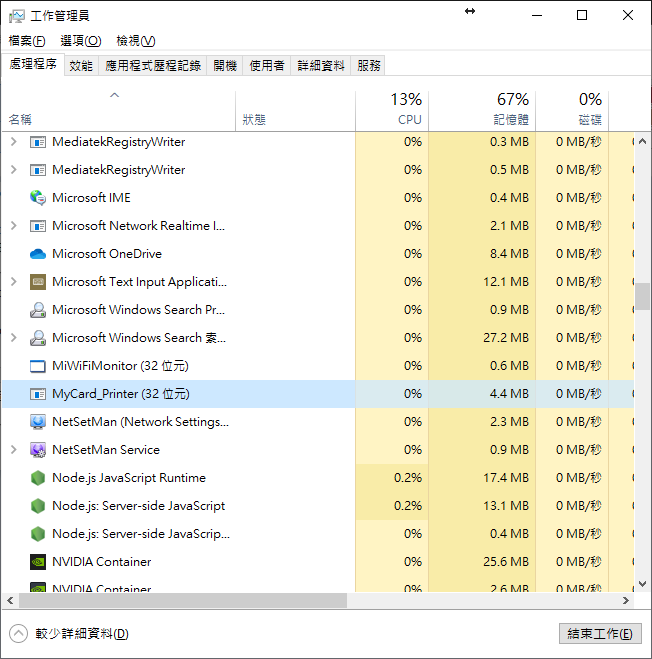 工作管理員
檔案(F) 選項(O) 檢視(V)
處理程序 效能 應用程式歷程記錄 開機 使用者 詳細資料 服務
13% 67% 0%
名稱 狀態 CPU 記憶體 磁碟
MediatekRegistryWriter 0% 0.3 MB 0 MB/秒
MediatekRegistryWriter 0% 0.5 MB 0 MB/秒
Microsoft IME 0% 0.4 MB 0 MB/秒
Microsoft Network Realtime I... 0% 2.1 MB 0 MB/秒
Microsoft OneDrive 0% 8.4 MB 0 MB/秒
Microsoft Text Input Applicati... 0% 12.1 MB 0 MB/秒
Microsoft Windows Search Pr... 0% 0.9 MB 0 MB/秒
Microsoft Windows Search 索... 0% 27.2 MB 0 MB/秒
MiWiFiMonitor (32 位元) 0% 0.6 MB 0 MB/秒
MyCard_Printer (32 位元) 0% 4.4 MB 0 MB/秒
NetSetMan (Network Settings... 0% 2.3 MB 0 MB/秒
NetSetMan Service 0% 0.9 MB 0 MB/秒
Node.js JavaScript Runtime 0.2% 17.4 MB 0 MB/秒
Node.js: Server-side JavaScript 0.2% 13.1 MB 0 MB/秒
Node.js: Server-side JavaScrip... 0% 0.4 MB 0 MB/秒
NVIDIA Container 0% 25.6 MB 0 MB/秒
NVIDIA Container 0% 2.6 MB 0 MB/秒
較少詳細資料(D) 結束工作(E)